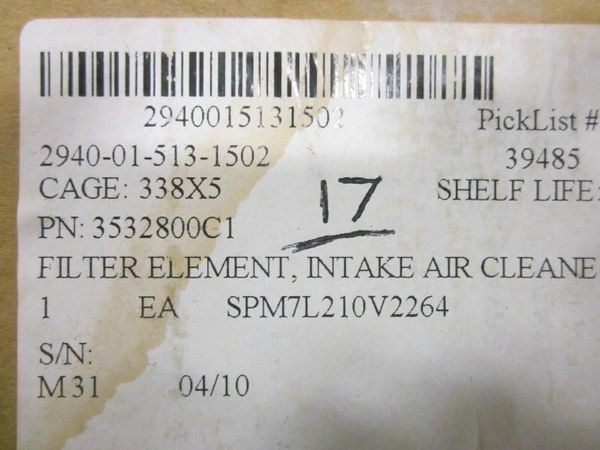 2940015131502
PickList #
2940-01-513-1502
39485
CAGE: 338X5
17
SHELF LIFE:
PN: 3532800C1
FILTER ELEMENT, INTAKE AIR CLEANE
1 EA SPM7L210V2264
S/N:
M31 04/10